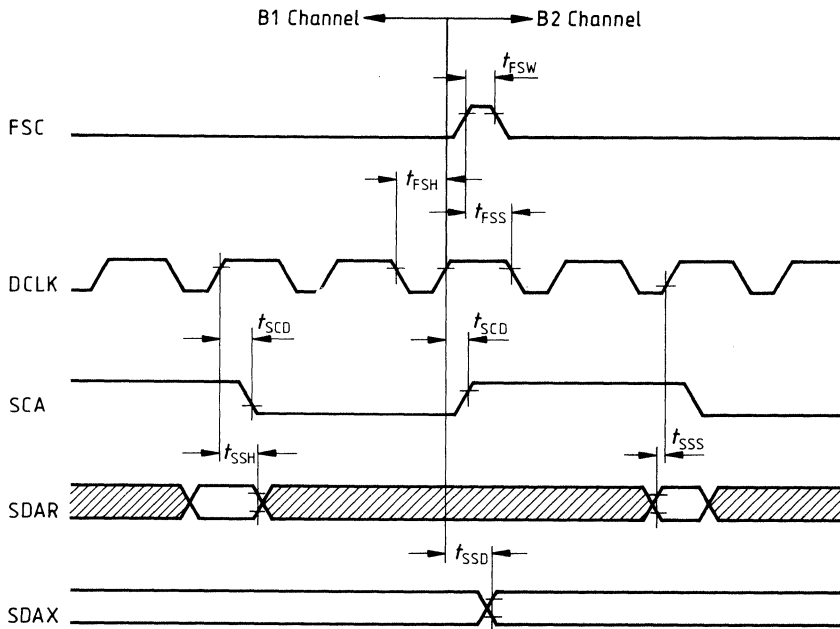 B1 Channel B2 Channel
tFSW
FSC
tFSH
tFSS
DCLK
tSCD tSCD
SCA
tSSH tSSS
SDAR
tSSD
SDAX